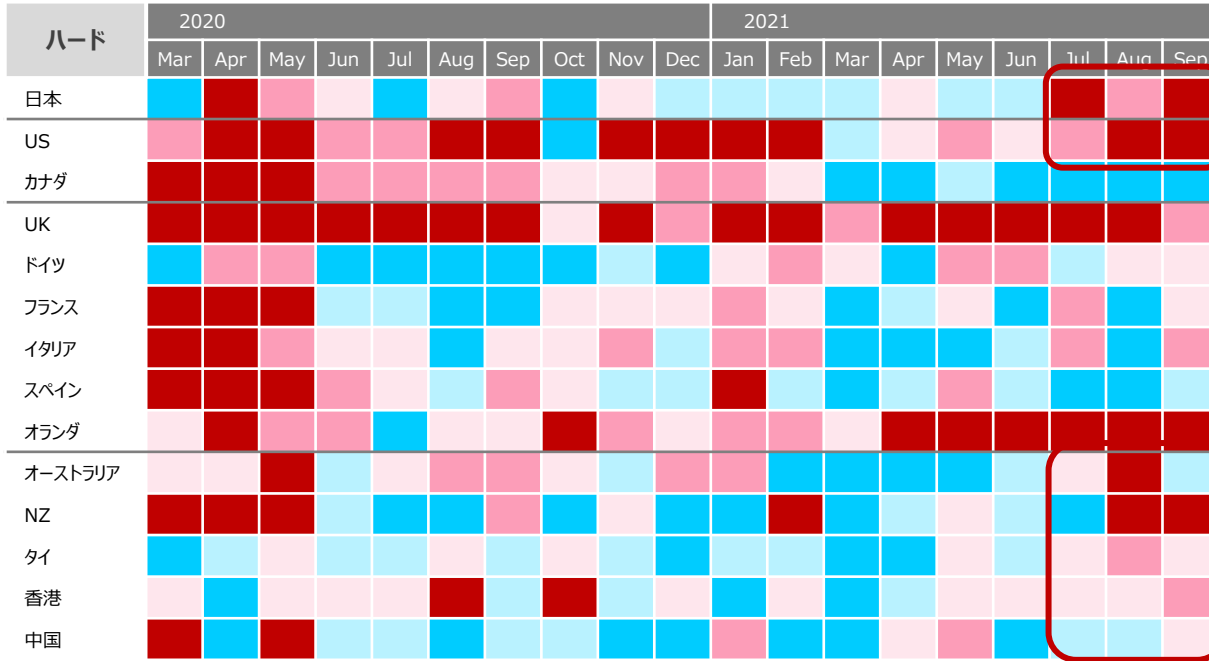 ハード
2020 2021
Mar Apr May Jun Jul Aug Sep Oct Nov Dec Jan Feb Mar Apr May Jun Jul Aug Sep
日本
US
カナダ
UK
ドイツ
フランス
イタリア
スペイン
オランダ
オーストラリア
NZ
タイ
香港
中国